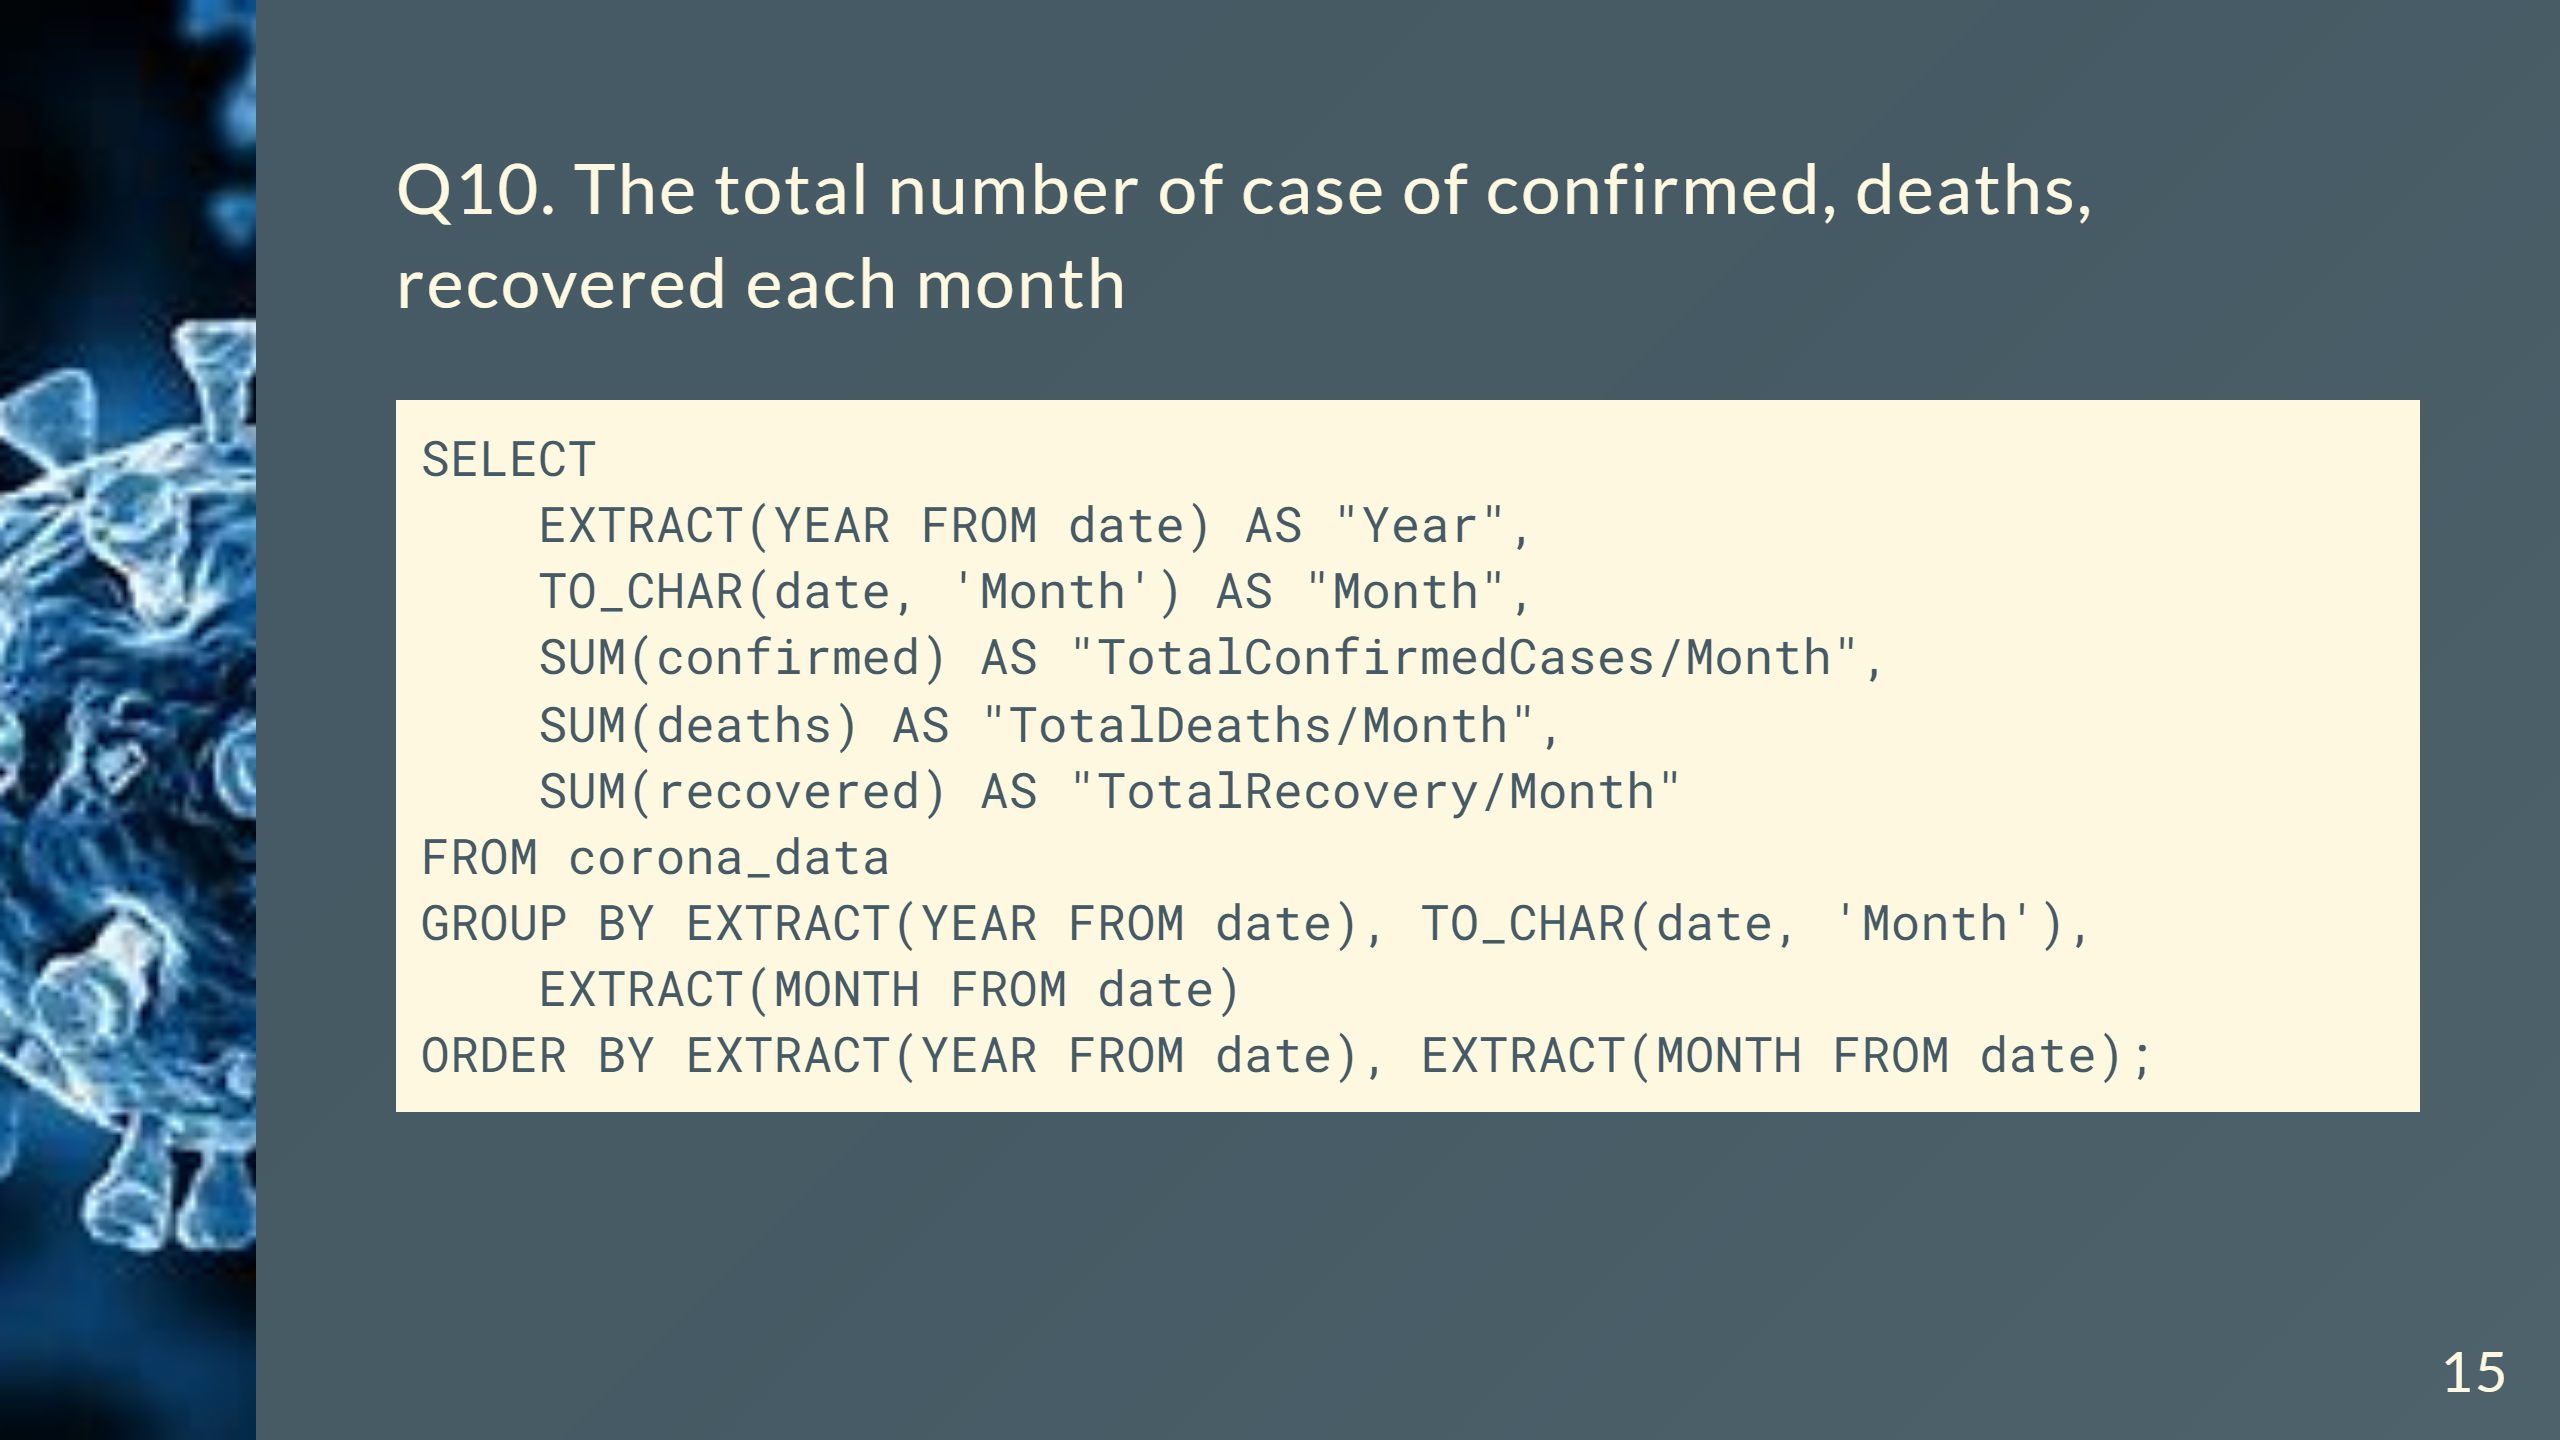 Q10. The total number of case of confirmed, deaths,
recovered each month
SELECT
    EXTRACT(YEAR FROM date) AS "Year",
    TO_CHAR(date, 'Month') AS "Month",
    SUM(confirmed) AS "TotalConfirmedCases/Month",
    SUM(deaths) AS "TotalDeaths/Month",
    SUM(recovered) AS "TotalRecovery/Month"
FROM corona_data
GROUP BY EXTRACT(YEAR FROM date), TO_CHAR(date, 'Month'),
    EXTRACT(MONTH FROM date)
ORDER BY EXTRACT(YEAR FROM date), EXTRACT(MONTH FROM date);
15